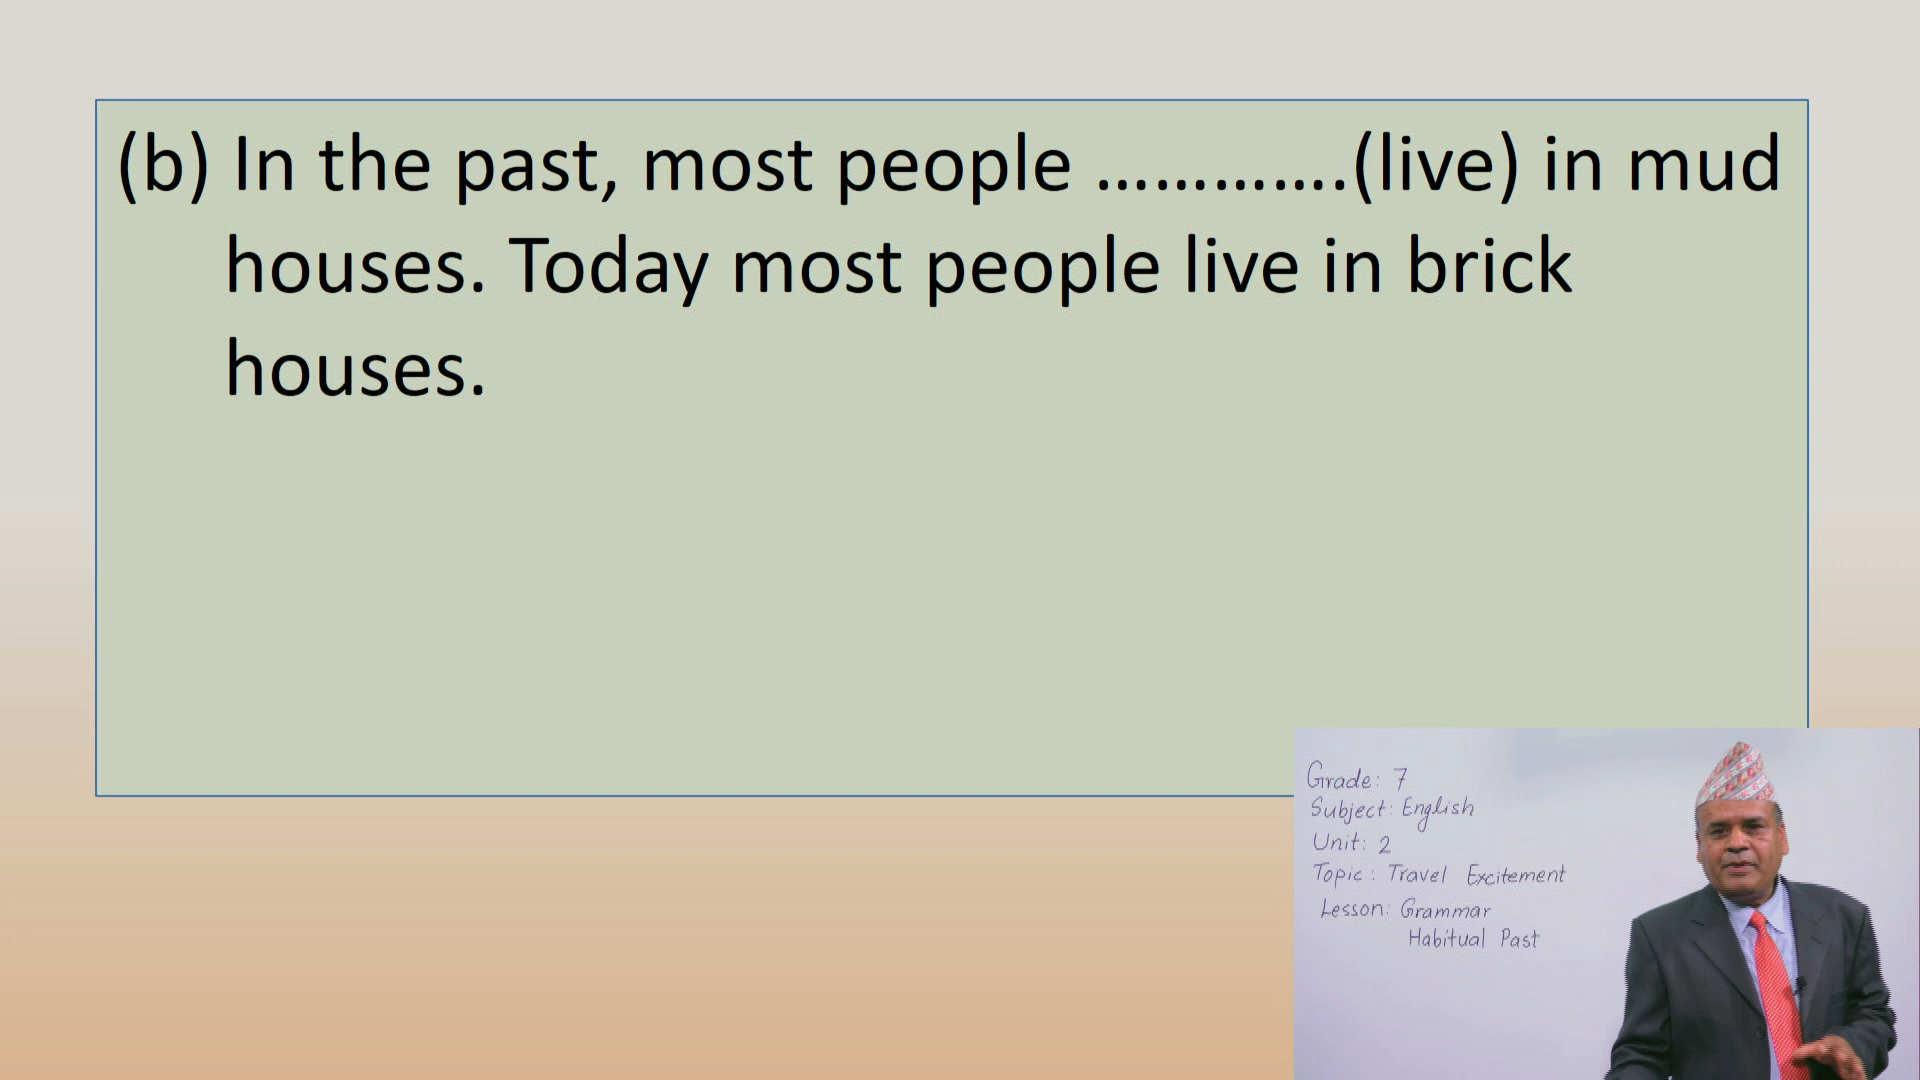 (b) In the past, most people ………….(live) in mud
houses. Today most people live in brick
houses.
Grade: 7
Subject: English
Unit: 2
Topic: Travel Excitement
Lesson: Grammar
Habitual Past